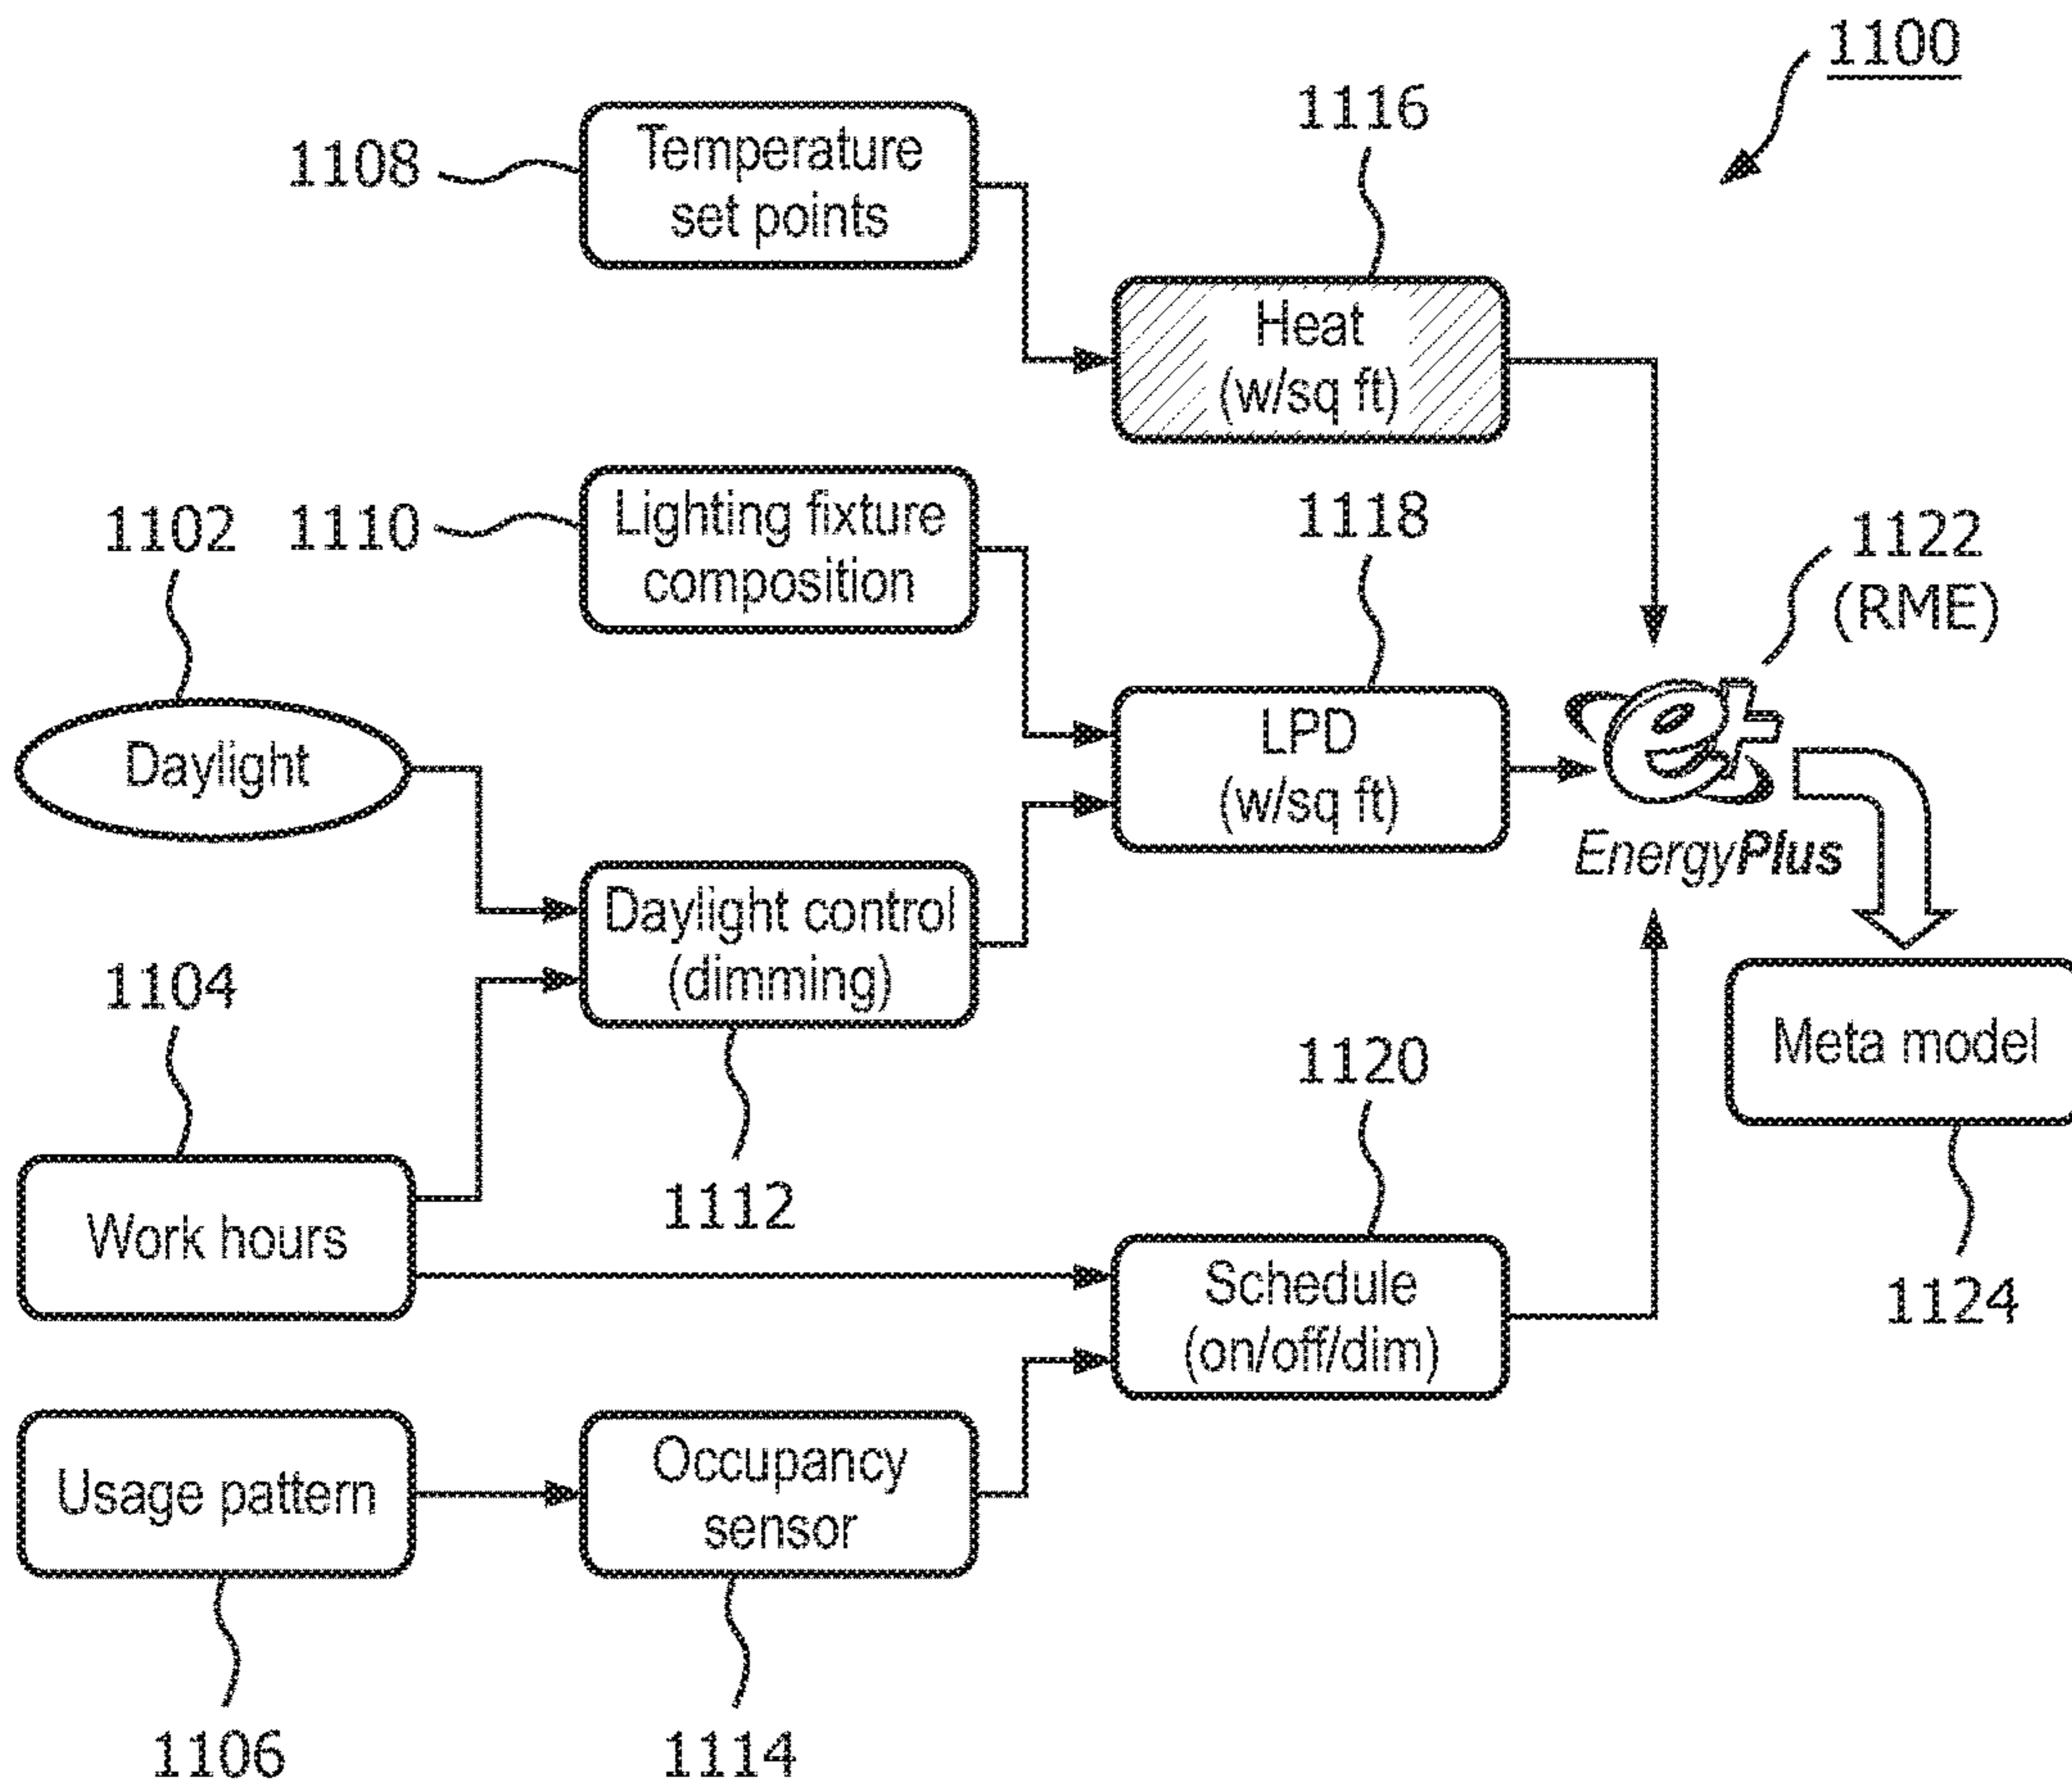 1100
1116
1108
Temperature
set points
Heat
(w/sq ft)
1102
1110
Lighting fixture
composition
1118
1122
(RME)
Daylight
LPD
(w/sq ft)
e+
EnergyPlus
Daylight control
(dimming)
1104
1120
Meta model
1112
Work hours
Schedule
(on/off/dim)
1124
Usage pattern
Occupancy
sensor
1106
1114